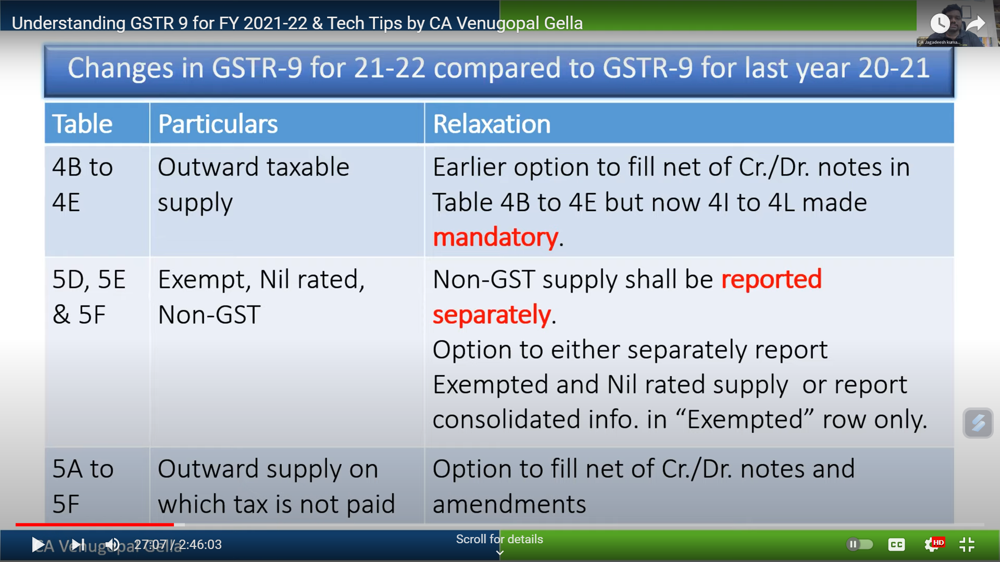 Understanding GSTR 9 for FY 2021-22 & Tech Tips by CA Venugopal Gella
CA Jagadeesh kuma...
Changes in GSTR-9 for 21-22 compared to GSTR-9 for last year 20-21
Table
Particulars
Relaxation
4B to
4E
Outward taxable
supply
Earlier option to fill net of Cr./Dr. notes in
Table 4B to 4E but now 4I to 4L made
mandatory.
5D, 5E
& 5F
Exempt, Nil rated,
Non-GST
Non-GST supply shall be reported
separately.
Option to either separately report
Exempted and Nil rated supply or report
consolidated info. in “Exempted” row only.
5A to
5F
Outward supply on
which tax is not paid
Option to fill net of Cr./Dr. notes and
amendments
CA Venugopal Gella
27:07 / 2:46:03
Scroll for details
CC
HD